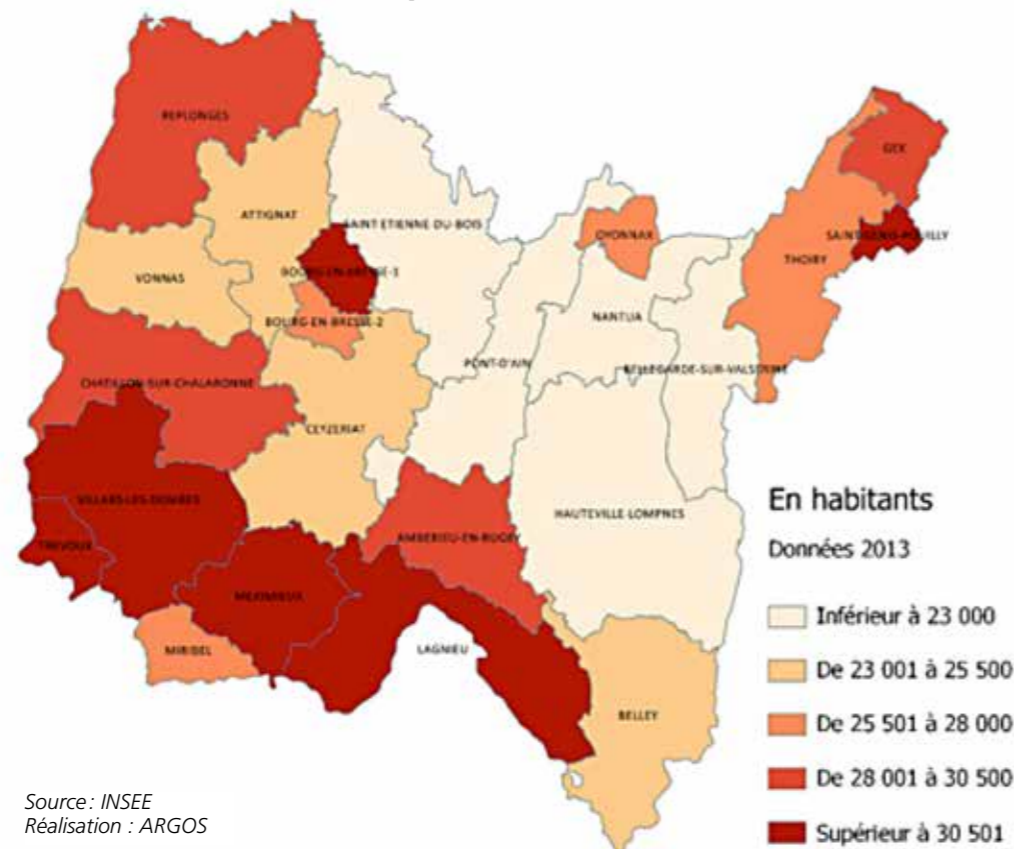 REPLONGES
GEX
ATTIGNAT
SAINT ETIENNE DU BOIS
OYONNAX
SAINT-GENIS-POUILLY
THOIRY
BOURG-EN-BRESSE-1
VONNAS
NANTUA
BOURG-EN-BRESSE-2
PONT-D'AIN
BELLEGARDE-SUR-VALSERINE
CHATILLON-SUR-CHALARONNE
CEYZERIAT
VILLARS-LES-DOMBES
HAUTEVILLE-LOMPNES
AMBERIEU-EN-BUGEY
TREVOUX
MEXIMIEUX
MIRIBEL
LAGNIEU
BELLEY
En habitants
Données 2013
Inférieur à 23 000
De 23 001 à 25 500
De 25 501 à 28 000
De 28 001 à 30 500
Supérieur à 30 501
Source : INSEE
Réalisation : ARGOS